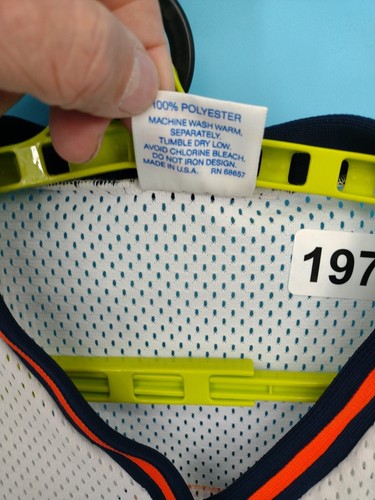 100% POLYESTER
MACHINE WASH WARM,
SEPARATELY.
TUMBLE DRY LOW.
AVOID CHLORINE BLEACH.
DO NOT IRON DESIGN.
MADE IN U.S.A. RN 68657
197